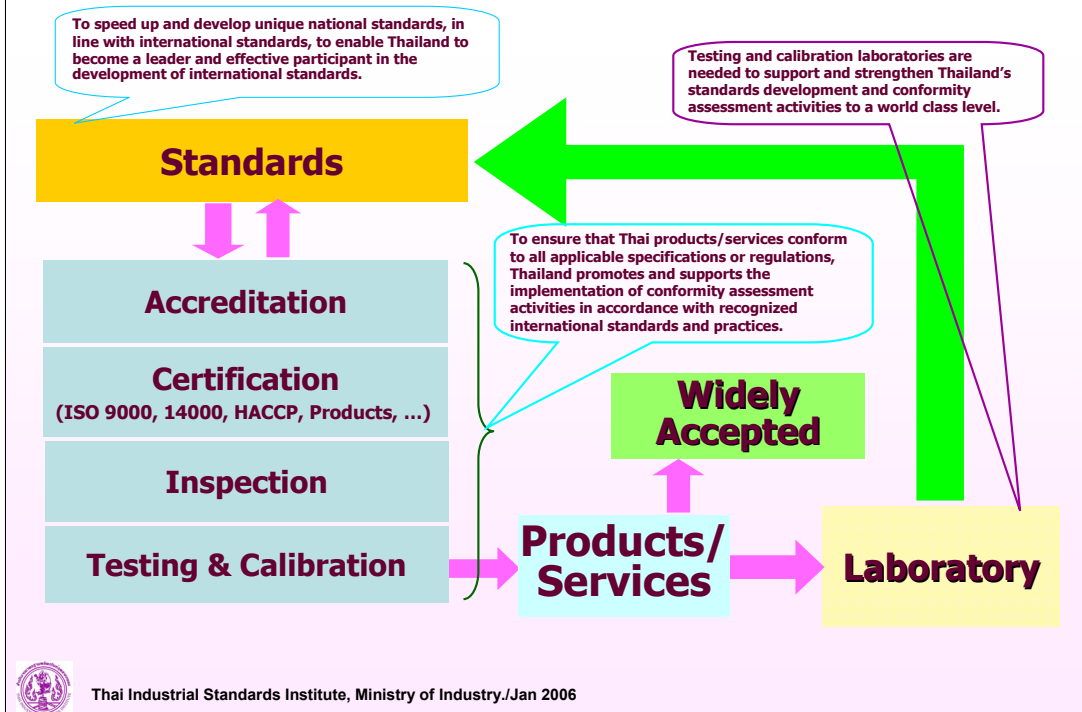 To speed up and develop unique national standards, in
line with international standards, to enable Thailand to
become a leader and effective participant in the
development of international standards.
Testing and calibration laboratories are
needed to support and strengthen Thailand's
standards development and conformity
assessment activities to a world class level.
Standards
To ensure that Thai products/services conform
to all applicable specifications or regulations,
Thailand promotes and supports the
implementation of conformity assessment
activities in accordance with recognized
international standards and practices.
Accreditation
Certification
(ISO 9000, 14000, HACCP, Products, ...)
Widely
Accepted
Inspection
Testing & Calibration
Products/
Services
Laboratory
Thai Industrial Standards Institute, Ministry of Industry./Jan 2006